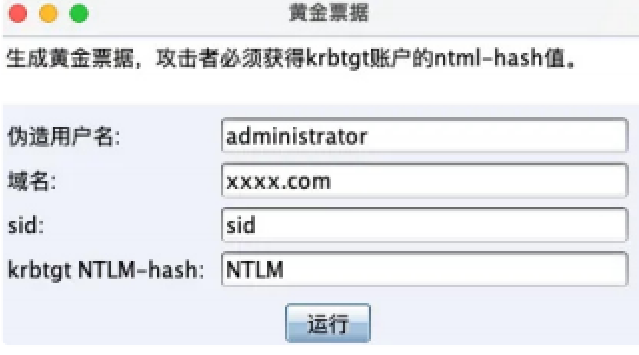 黄金票据
生成黄金票据，攻击者必须获得krbtgt账户的ntml-hash值。
伪造用户名: administrator
域名: xxxx.com
sid: sid
krbtgt NTLM-hash: NTLM
运行